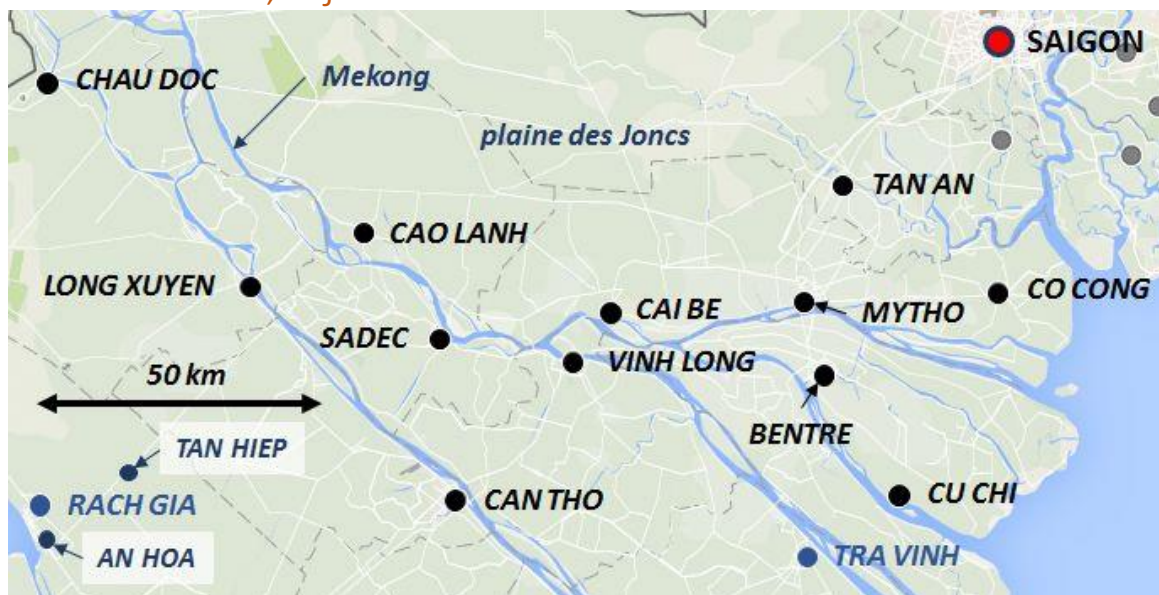 SAIGON
CHAU DOC
Mekong
plaine des Joncs
TAN AN
CAO LANH
LONG XUYEN
CO CONG
CAI BE
MYTHO
SADEC
VINH LONG
50 km
BENTRE
TAN HIEP
RACH GIA
CAN THO
CU CHI
AN HOA
TRA VINH